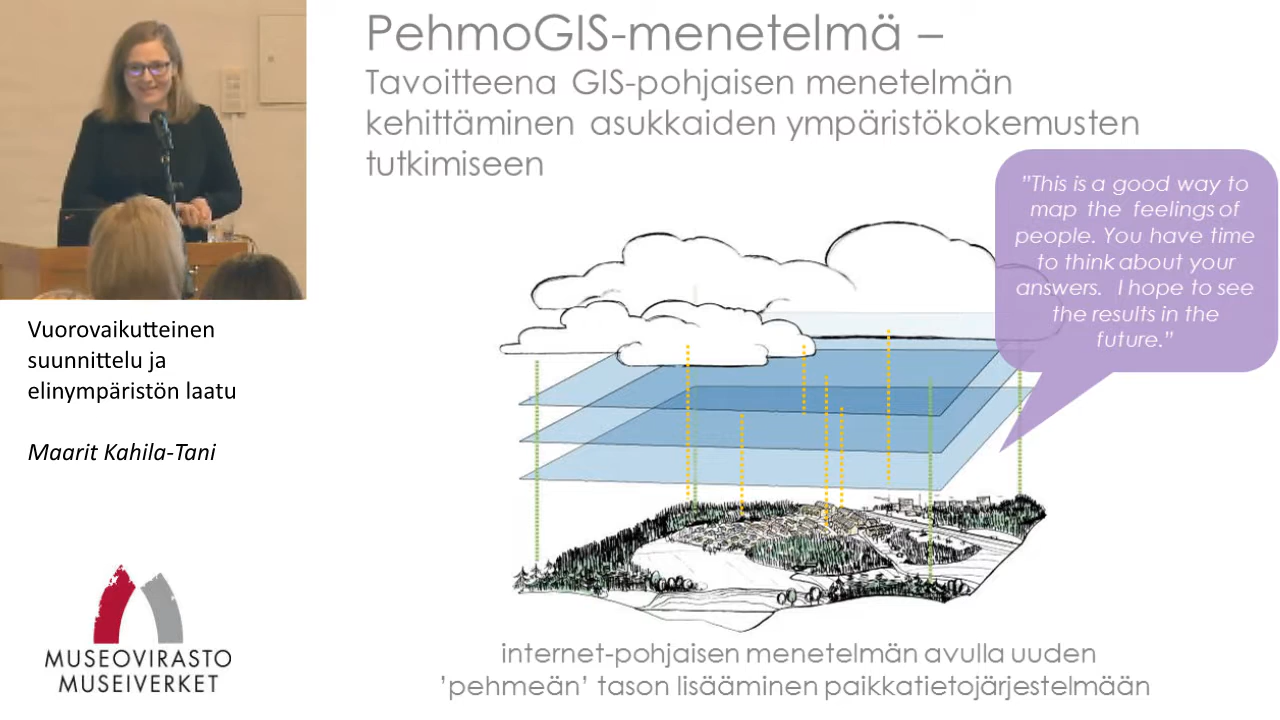 PehmoGIS-menetelmä –
Tavoitteena GIS-pohjaisen menetelmän
kehittäminen asukkaiden ympäristökokemusten
tutkimiseen
”This is a good way to
map the feelings of
people. You have time
to think about your
answers. I hope to see
the results in the
future.”
Vuorovaikutteinen
suunnittelu ja
elinympäristön laatu
Maarit Kahila-Tani
MUSEOVIRASTO
MUSEIVERKET
internet-pohjaisen menetelmän avulla uuden
’pehmeän’ tason lisääminen paikkatietojärjestelmään